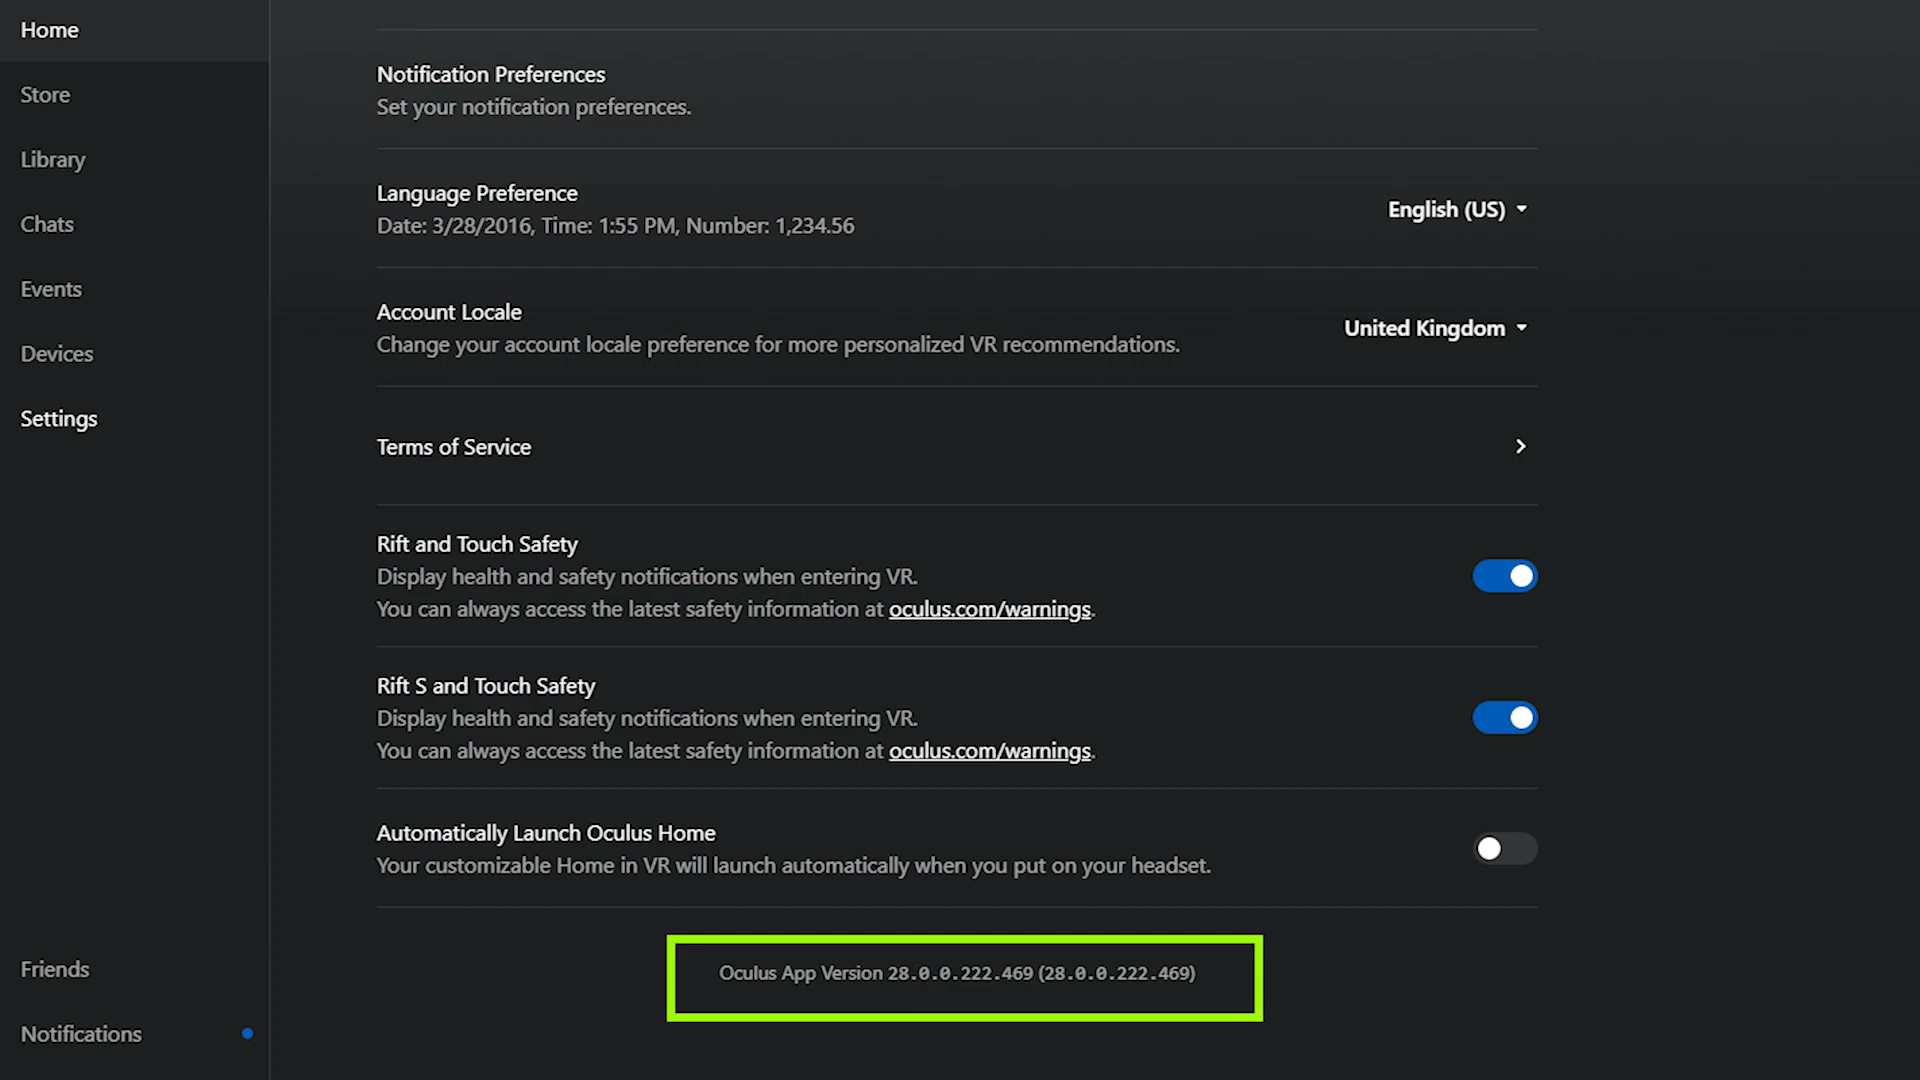 Home
Store
Library
Chats
Events
Devices
Settings
Friends
Notifications
Notification Preferences
Set your notification preferences.
Language Preference
Date: 3/28/2016, Time: 1:55 PM, Number: 1,234.56
English (US)
Account Locale
Change your account locale preference for more personalized VR recommendations.
United Kingdom
Terms of Service
Rift and Touch Safety
Display health and safety notifications when entering VR.
You can always access the latest safety information at oculus.com/warnings.
Rift S and Touch Safety
Display health and safety notifications when entering VR.
You can always access the latest safety information at oculus.com/warnings.
Automatically Launch Oculus Home
Your customizable Home in VR will launch automatically when you put on your headset.
Oculus App Version 28.0.0.222.469 (28.0.0.222.469)